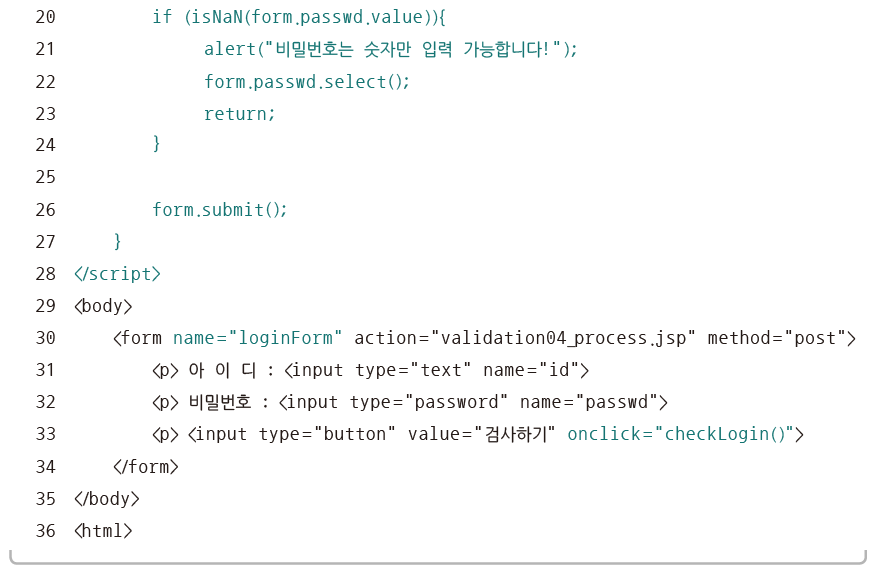 20 if (isNaN(form.passwd.value)){
21 alert("비밀번호는 숫자만 입력 가능합니다!");
22 form.passwd.select();
23 return;
24 }
25
26 form.submit();
27 }
28 </script>
29 <body>
30 <form name="loginForm" action="validation04_process.jsp" method="post">
31 <p> 아 이 디 : <input type="text" name="id">
32 <p> 비밀번호 : <input type="password" name="passwd">
33 <p> <input type="button" value="검사하기" onclick="checkLogin()">
34 </form>
35 </body>
36 <html>